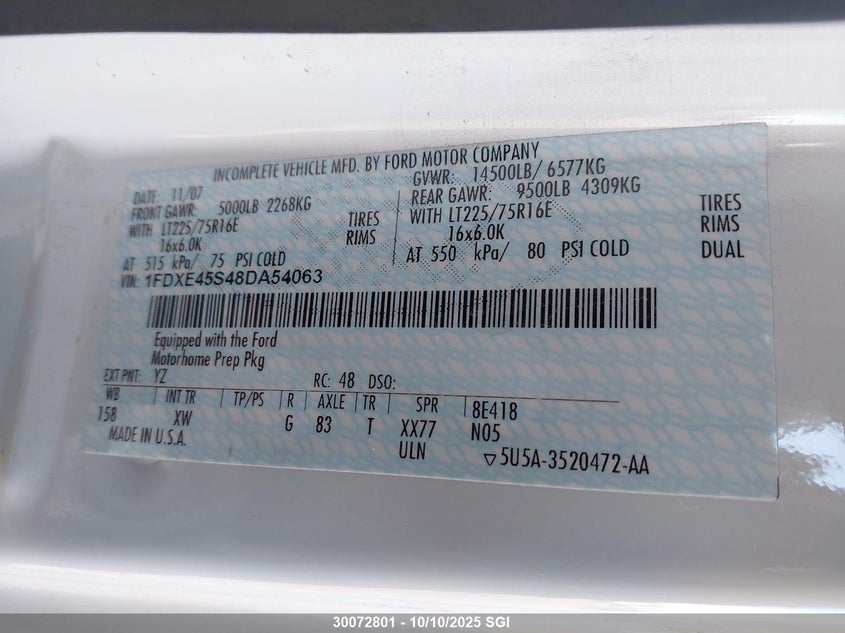 INCOMPLETE VEHICLE MFD. BY FORD MOTOR COMPANY
DATE: 11/07 GVWR: 14500LB/ 6577KG
FRONT GAWR: 5000LB 2268KG REAR GAWR: 9500LB 4309KG
WITH LT225/75R16E TIRES WITH LT225/75R16E TIRES
16x6.0K RIMS 16x6.0K RIMS
AT 515 kPa/ 75 PSI COLD AT 550 kPa/ 80 PSI COLD DUAL
VIN: 1FDXE45S48DA54063
Equipped with the Ford
Motorhome Prep Pkg
EXT PNT: YZ RC: 48 DSO:
WB INT TR TP/PS R AXLE TR SPR 8E418
158 XW G 83 T XX77 N05
MADE IN U.S.A. ULN ▽5U5A-3520472-AA
30072801 - 10/10/2025 SGI